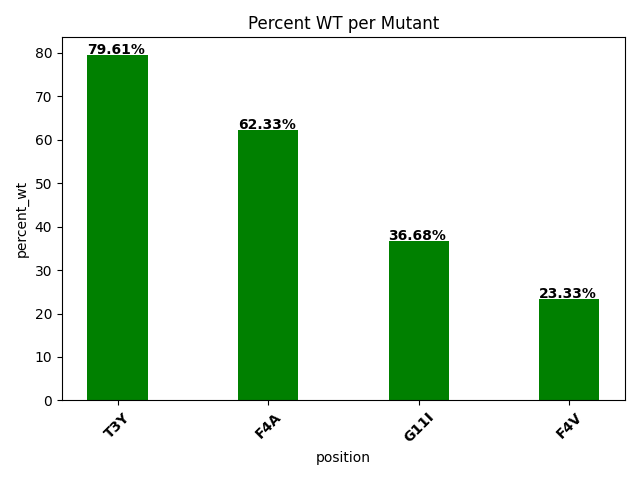 Percent WT per Mutant
79.61%
62.33%
36.68%
23.33%
percent_wt
80
70
60
50
40
30
20
10
0
T3Y
F4A
G11I
F4V
position